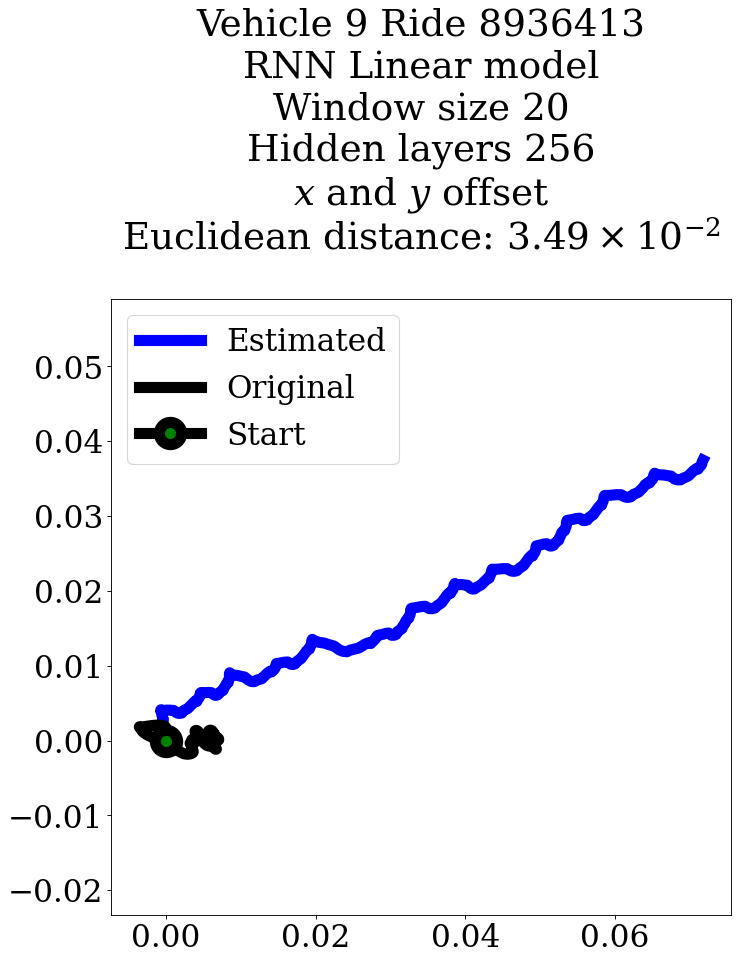 Vehicle 9 Ride 8936413
RNN Linear model
Window size 20
Hidden layers 256
x and y offset
Euclidean distance: 3.49 × 10⁻²
Estimated
Original
Start
0.05
0.04
0.03
0.02
0.01
0.00
−0.01
−0.02
0.00 0.02 0.04 0.06